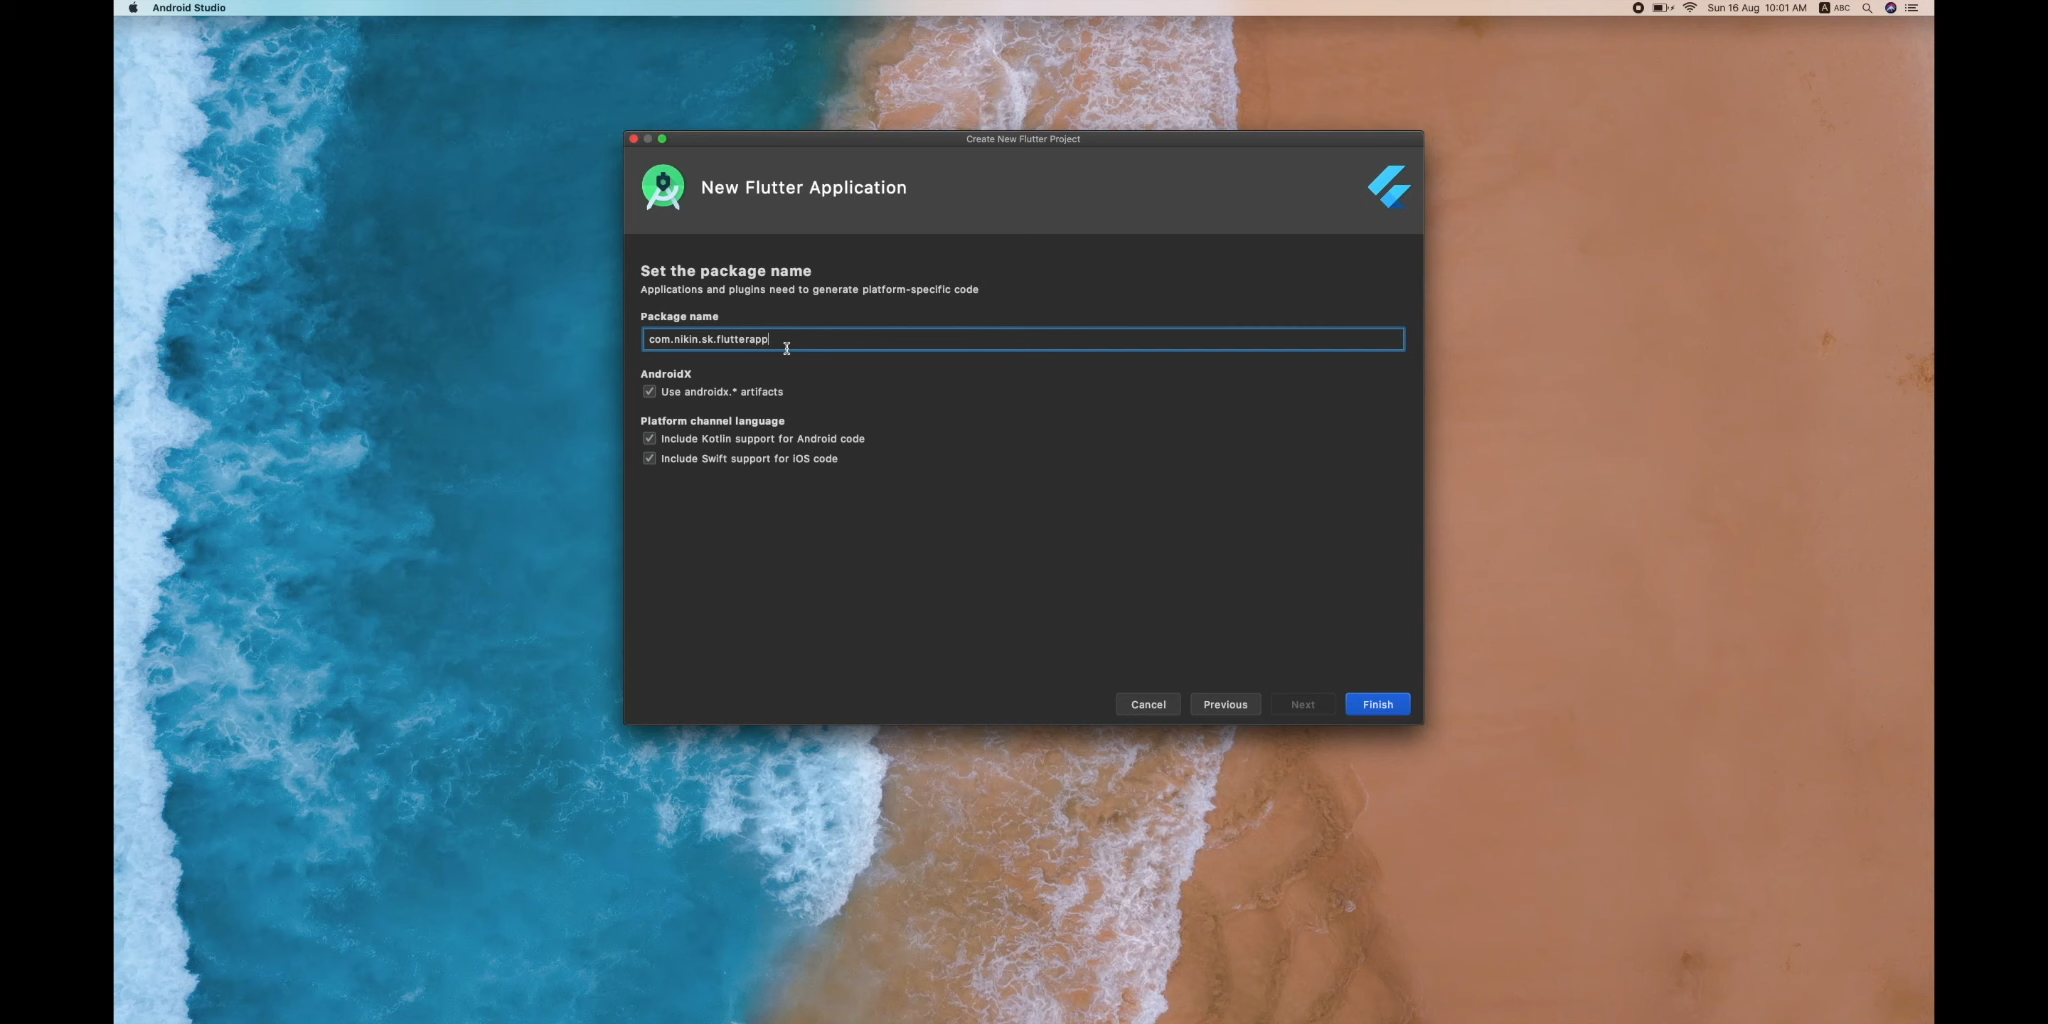 Android Studio
Sun 16 Aug 10:01 AM
A ABC
Create New Flutter Project
New Flutter Application
Set the package name
Applications and plugins need to generate platform-specific code
Package name
com.nikin.sk.flutterapp
AndroidX
Use androidx.* artifacts
Platform channel language
Include Kotlin support for Android code
Include Swift support for iOS code
Cancel
Previous
Next
Finish